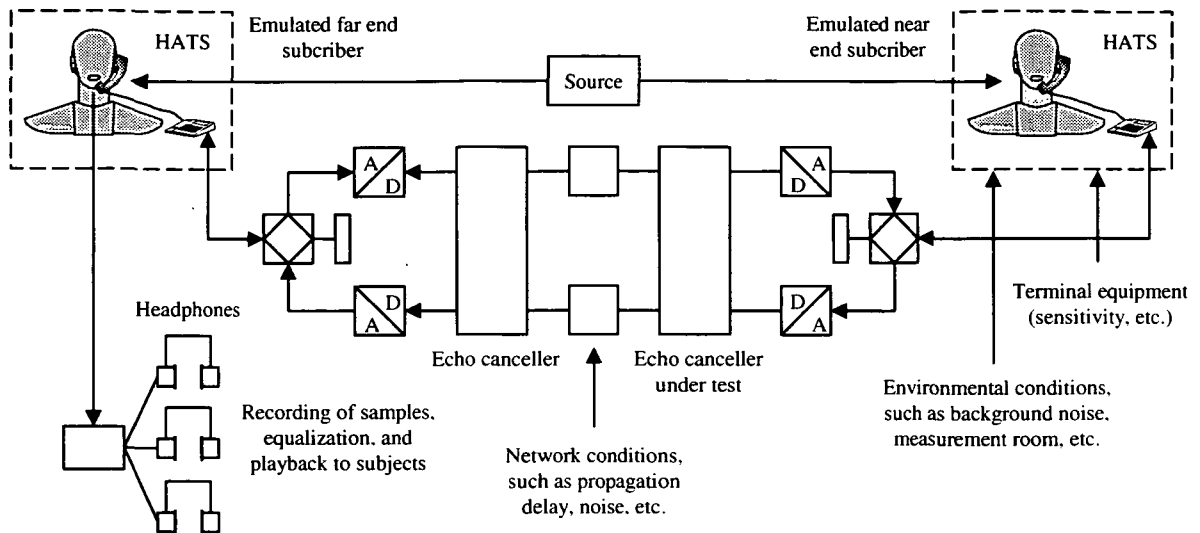 HATS
Emulated far end
subcriber
Source
Emulated near
end subcriber
HATS
A
D
A
D
D
A
D
A
Echo canceller
Echo canceller
under test
Headphones
Recording of samples,
equalization, and
playback to subjects
Network conditions,
such as propagation
delay, noise, etc.
Terminal equipment
(sensitivity, etc.)
Environmental conditions,
such as background noise,
measurement room, etc.